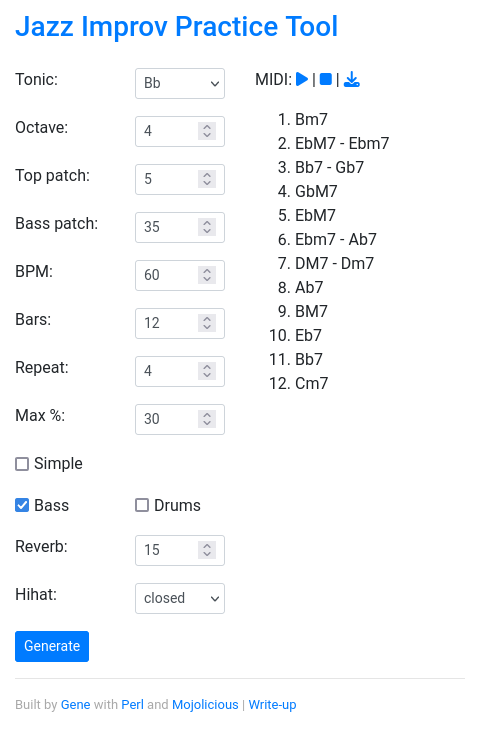 Jazz Improv Practice Tool
Tonic: Bb
Octave: 4
Top patch: 5
Bass patch: 35
BPM: 60
Bars: 12
Repeat: 4
Max %: 30
Simple
Bass Drums
Reverb: 15
Hihat: closed
Generate
MIDI: | |
1. Bm7
2. EbM7 - Ebm7
3. Bb7 - Gb7
4. GbM7
5. EbM7
6. Ebm7 - Ab7
7. DM7 - Dm7
8. Ab7
9. BM7
10. Eb7
11. Bb7
12. Cm7
Built by Gene with Perl and Mojolicious | Write-up